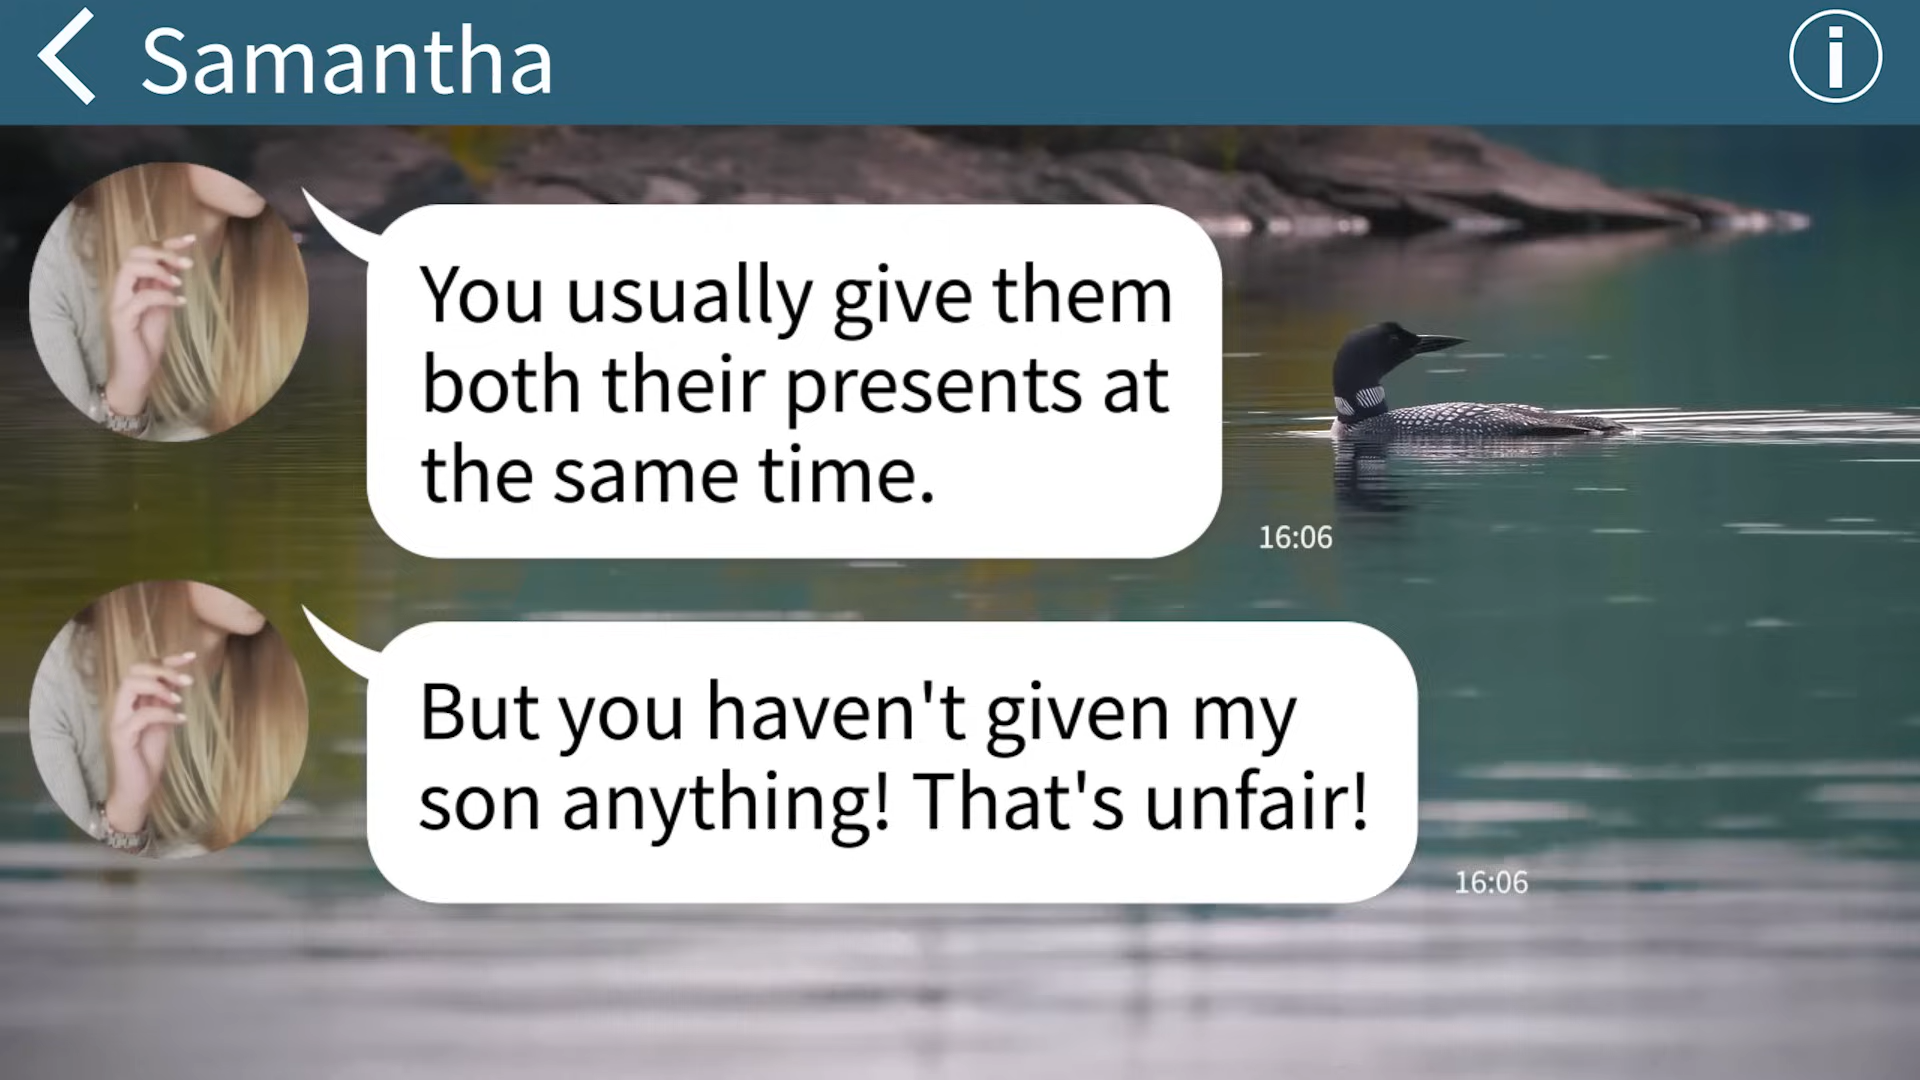 Samantha
You usually give them
both their presents at
the same time.
16:06
But you haven't given my
son anything! That's unfair!
16:06